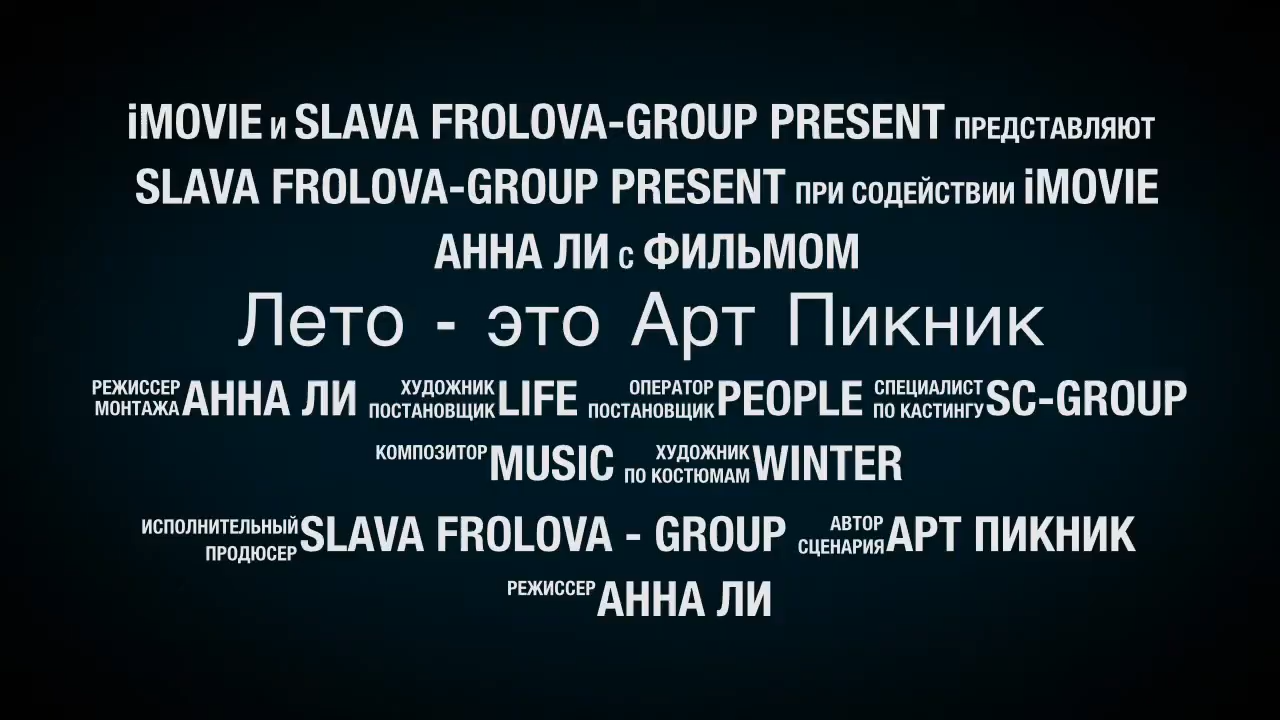 iMOVIE и SLAVA FROLOVA-GROUP PRESENT ПРЕДСТАВЛЯЮТ
SLAVA FROLOVA-GROUP PRESENT ПРИ СОДЕЙСТВИИ iMOVIE
АННА ЛИ С ФИЛЬМОМ
Лето - это Арт Пикник
РЕЖИССЕР МОНТАЖА АННА ЛИ ХУДОЖНИК ПОСТАНОВЩИК LIFE ОПЕРАТОР ПОСТАНОВЩИК PEOPLE СПЕЦИАЛИСТ ПО КАСТИНГУ SC-GROUP
КОМПОЗИТОР MUSIC ХУДОЖНИК ПО КОСТЮМАМ WINTER
ИСПОЛНИТЕЛЬНЫЙ ПРОДЮСЕР SLAVA FROLOVA - GROUP АВТОР СЦЕНАРИЯ АРТ ПИКНИК
РЕЖИССЕР АННА ЛИ